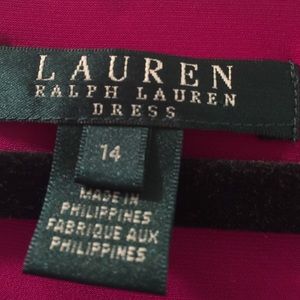 LAUREN
RALPH LAUREN
DRESS
14
MADE IN
PHILIPPINES
FABRIQUE AUX
PHILIPPINES